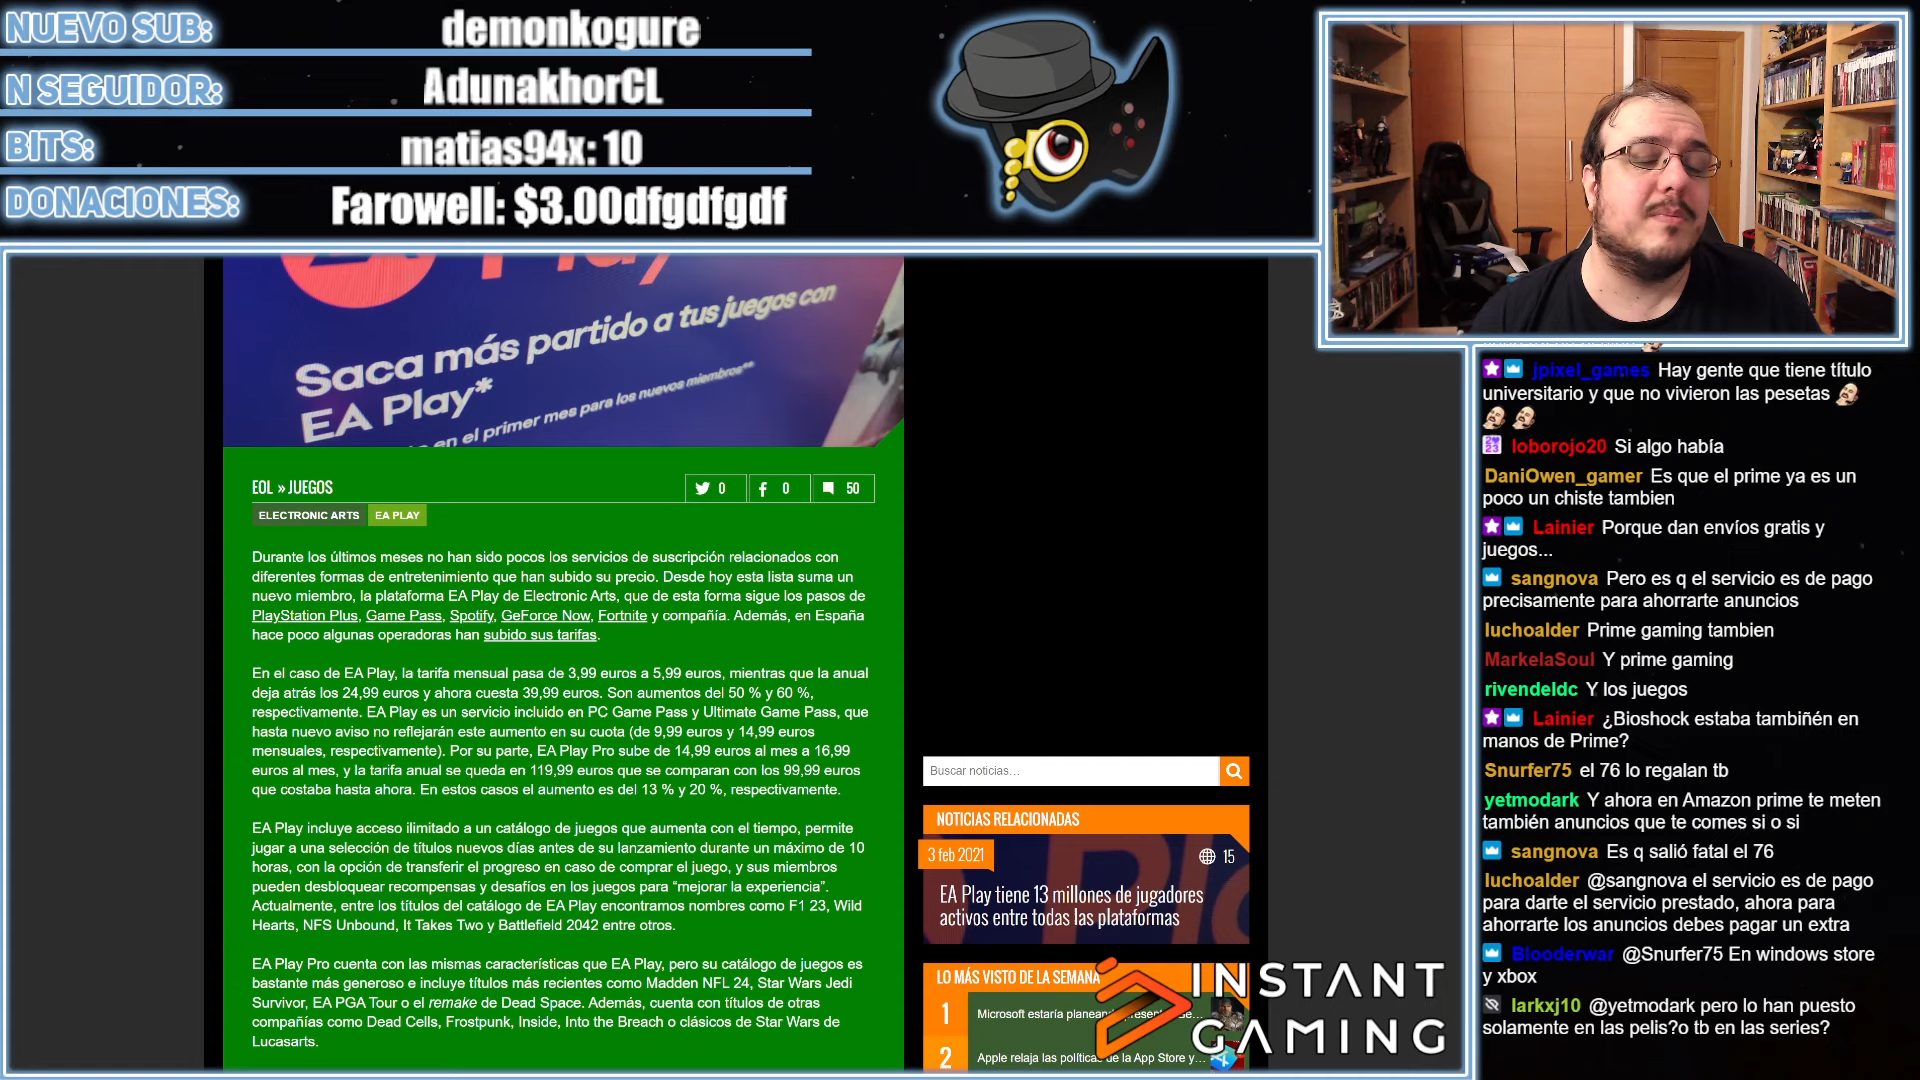 NUEVO SUB:
demonkogure
N SEGUIDOR:
AdunakhorCL
BITS:
matias94x: 10
DONACIONES:
Farowell: $3.00dfgdfgdf
Play
Saca más partido a tus juegos con
EA Play*
en el primer mes para los nuevos miembros**
EOL » JUEGOS
0
0
50
ELECTRONIC ARTS
EA PLAY
Durante los últimos meses no han sido pocos los servicios de suscripción relacionados con
diferentes formas de entretenimiento que han subido su precio. Desde hoy esta lista suma un
nuevo miembro, la plataforma EA Play de Electronic Arts, que de esta forma sigue los pasos de
PlayStation Plus, Game Pass, Spotify, GeForce Now, Fortnite y compañía. Además, en España
hace poco algunas operadoras han subido sus tarifas.
En el caso de EA Play, la tarifa mensual pasa de 3,99 euros a 5,99 euros, mientras que la anual
deja atrás los 24,99 euros y ahora cuesta 39,99 euros. Son aumentos del 50 % y 60 %,
respectivamente. EA Play es un servicio incluido en PC Game Pass y Ultimate Game Pass, que
hasta nuevo aviso no reflejarán este aumento en su cuota (de 9,99 euros y 14,99 euros
mensuales, respectivamente). Por su parte, EA Play Pro sube de 14,99 euros al mes a 16,99
euros al mes, y la tarifa anual se queda en 119,99 euros que se comparan con los 99,99 euros
que costaba hasta ahora. En estos casos el aumento es del 13 % y 20 %, respectivamente.
EA Play incluye acceso ilimitado a un catálogo de juegos que aumenta con el tiempo, permite
jugar a una selección de títulos nuevos días antes de su lanzamiento durante un máximo de 10
horas, con la opción de transferir el progreso en caso de comprar el juego, y sus miembros
pueden desbloquear recompensas y desafíos en los juegos para “mejorar la experiencia”.
Actualmente, entre los títulos del catálogo de EA Play encontramos nombres como F1 23, Wild
Hearts, NFS Unbound, It Takes Two y Battlefield 2042 entre otros.
EA Play Pro cuenta con las mismas características que EA Play, pero su catálogo de juegos es
bastante más generoso e incluye títulos más recientes como Madden NFL 24, Star Wars Jedi
Survivor, EA PGA Tour o el remake de Dead Space. Además, cuenta con títulos de otras
compañías como Dead Cells, Frostpunk, Inside, Into the Breach o clásicos de Star Wars de
Lucasarts.
Buscar noticias...
NOTICIAS RELACIONADAS
3 feb 2021
15
EA Play tiene 13 millones de jugadores
activos entre todas las plataformas
LO MÁS VISTO DE LA SEMANA
1
Microsoft estaría planeando
2
Apple relaja las políticas de la App Store y...
INSTANT
GAMING
jpixel_games Hay gente que tiene título
universitario y que no vivieron las pesetas
loborojo20 Si algo había
DaniOwen_gamer Es que el prime ya es un
poco un chiste tambien
Lainier Porque dan envíos gratis y
juegos...
sangnova Pero es q el servicio es de pago
precisamente para ahorrarte anuncios
luchoalder Prime gaming tambien
MarkelaSoul Y prime gaming
rivendeldc Y los juegos
Lainier ¿Bioshock estaba tambiñén en
manos de Prime?
Snurfer75 el 76 lo regalan tb
yetmodark Y ahora en Amazon prime te meten
también anuncios que te comes si o si
sangnova Es q salió fatal el 76
luchoalder @sangnova el servicio es de pago
para darte el servicio prestado, ahora para
ahorrarte los anuncios debes pagar un extra
Blooderwar @Snurfer75 En windows store
y xbox
larkxj10 @yetmodark pero lo han puesto
solamente en las pelis?o tb en las series?